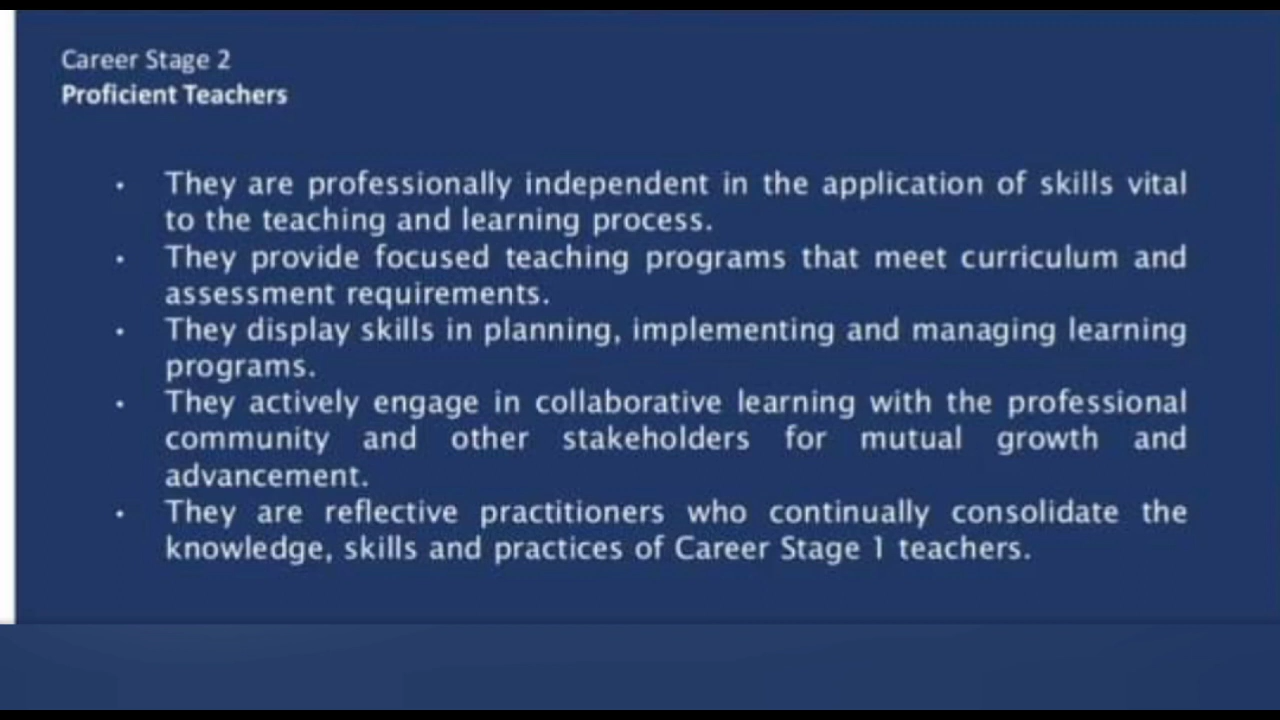 Career Stage 2
Proficient Teachers
• They are professionally independent in the application of skills vital
to the teaching and learning process.
• They provide focused teaching programs that meet curriculum and
assessment requirements.
• They display skills in planning, implementing and managing learning
programs.
• They actively engage in collaborative learning with the professional
community and other stakeholders for mutual growth and
advancement.
• They are reflective practitioners who continually consolidate the
knowledge, skills and practices of Career Stage 1 teachers.